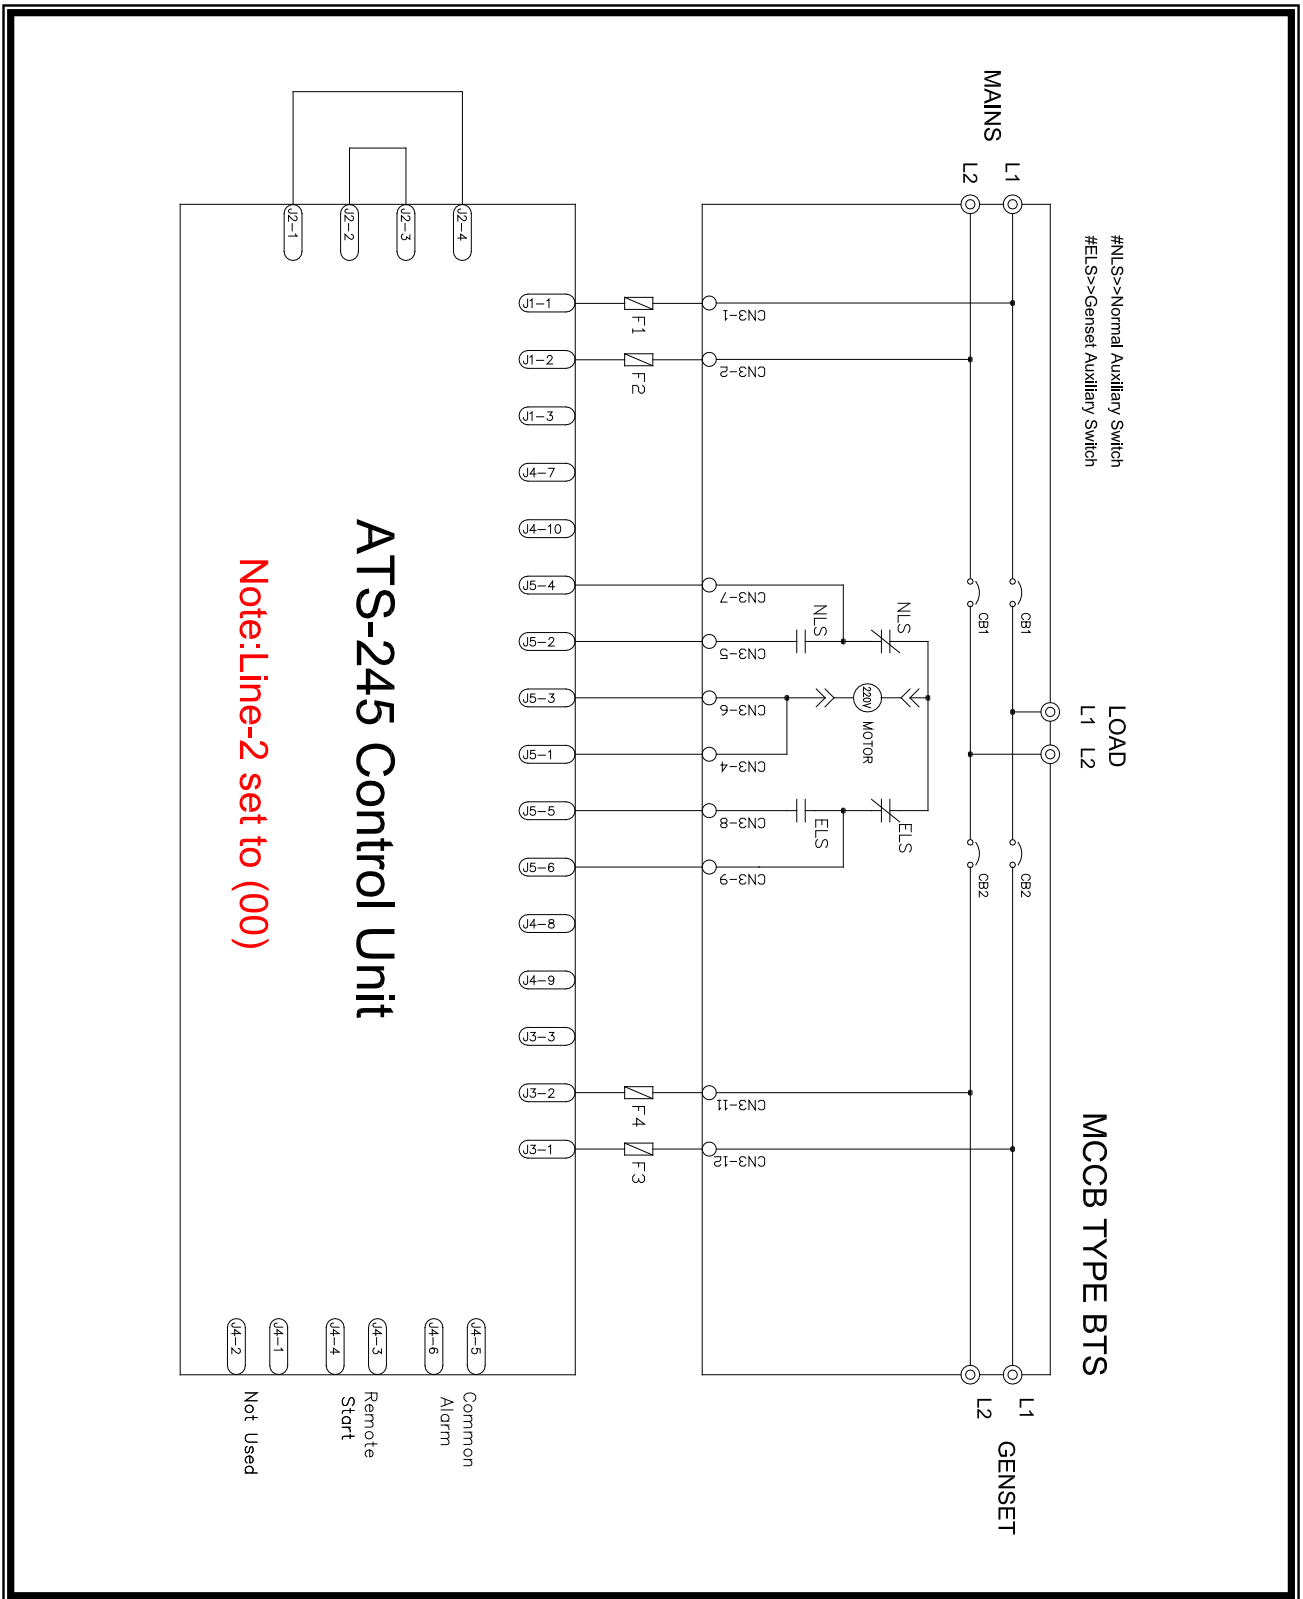 MCCB TYPE BTS
#NLS>>Normal Auxiliary Switch
#ELS>>Genset Auxiliary Switch
LOAD
L1 L2
MAINS
L1
L2
GENSET
L1
L2
CB1
CB1
CB2
CB2
NLS
NLS
220V
MOTOR
ELS
ELS
CN3-1
CN3-2
CN3-7
CN3-5
CN3-6
CN3-4
CN3-8
CN3-9
CN3-11
CN3-12
F1
F2
F4
F3
J1-1
J1-2
J1-3
J4-7
J4-10
J5-4
J5-2
J5-3
J5-1
J5-5
J5-6
J4-8
J4-9
J3-3
J3-2
J3-1
J2-4
J2-3
J2-2
J2-1
ATS-245 Control Unit
Note:Line-2 set to (00)
J4-5
J4-6
Common
Alarm
J4-3
J4-4
Remote
Start
J4-1
J4-2
Not Used